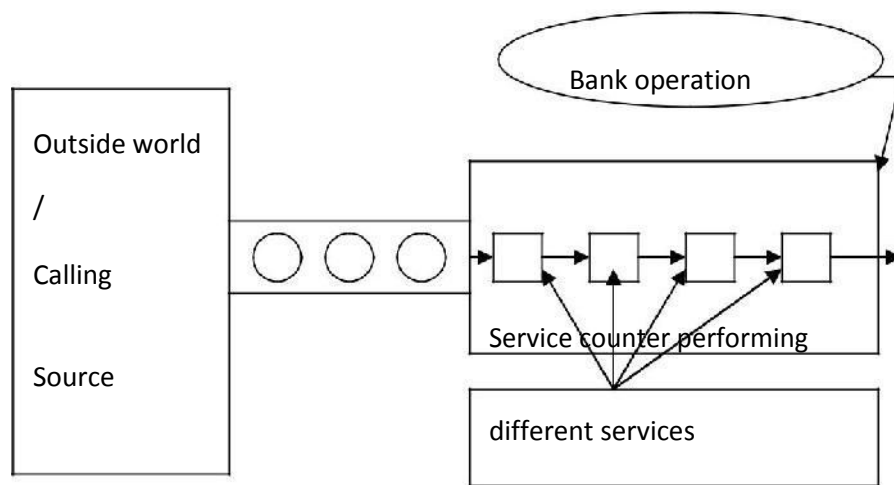 Bank operation
Outside world
/
Calling
Source
Service counter performing
different services